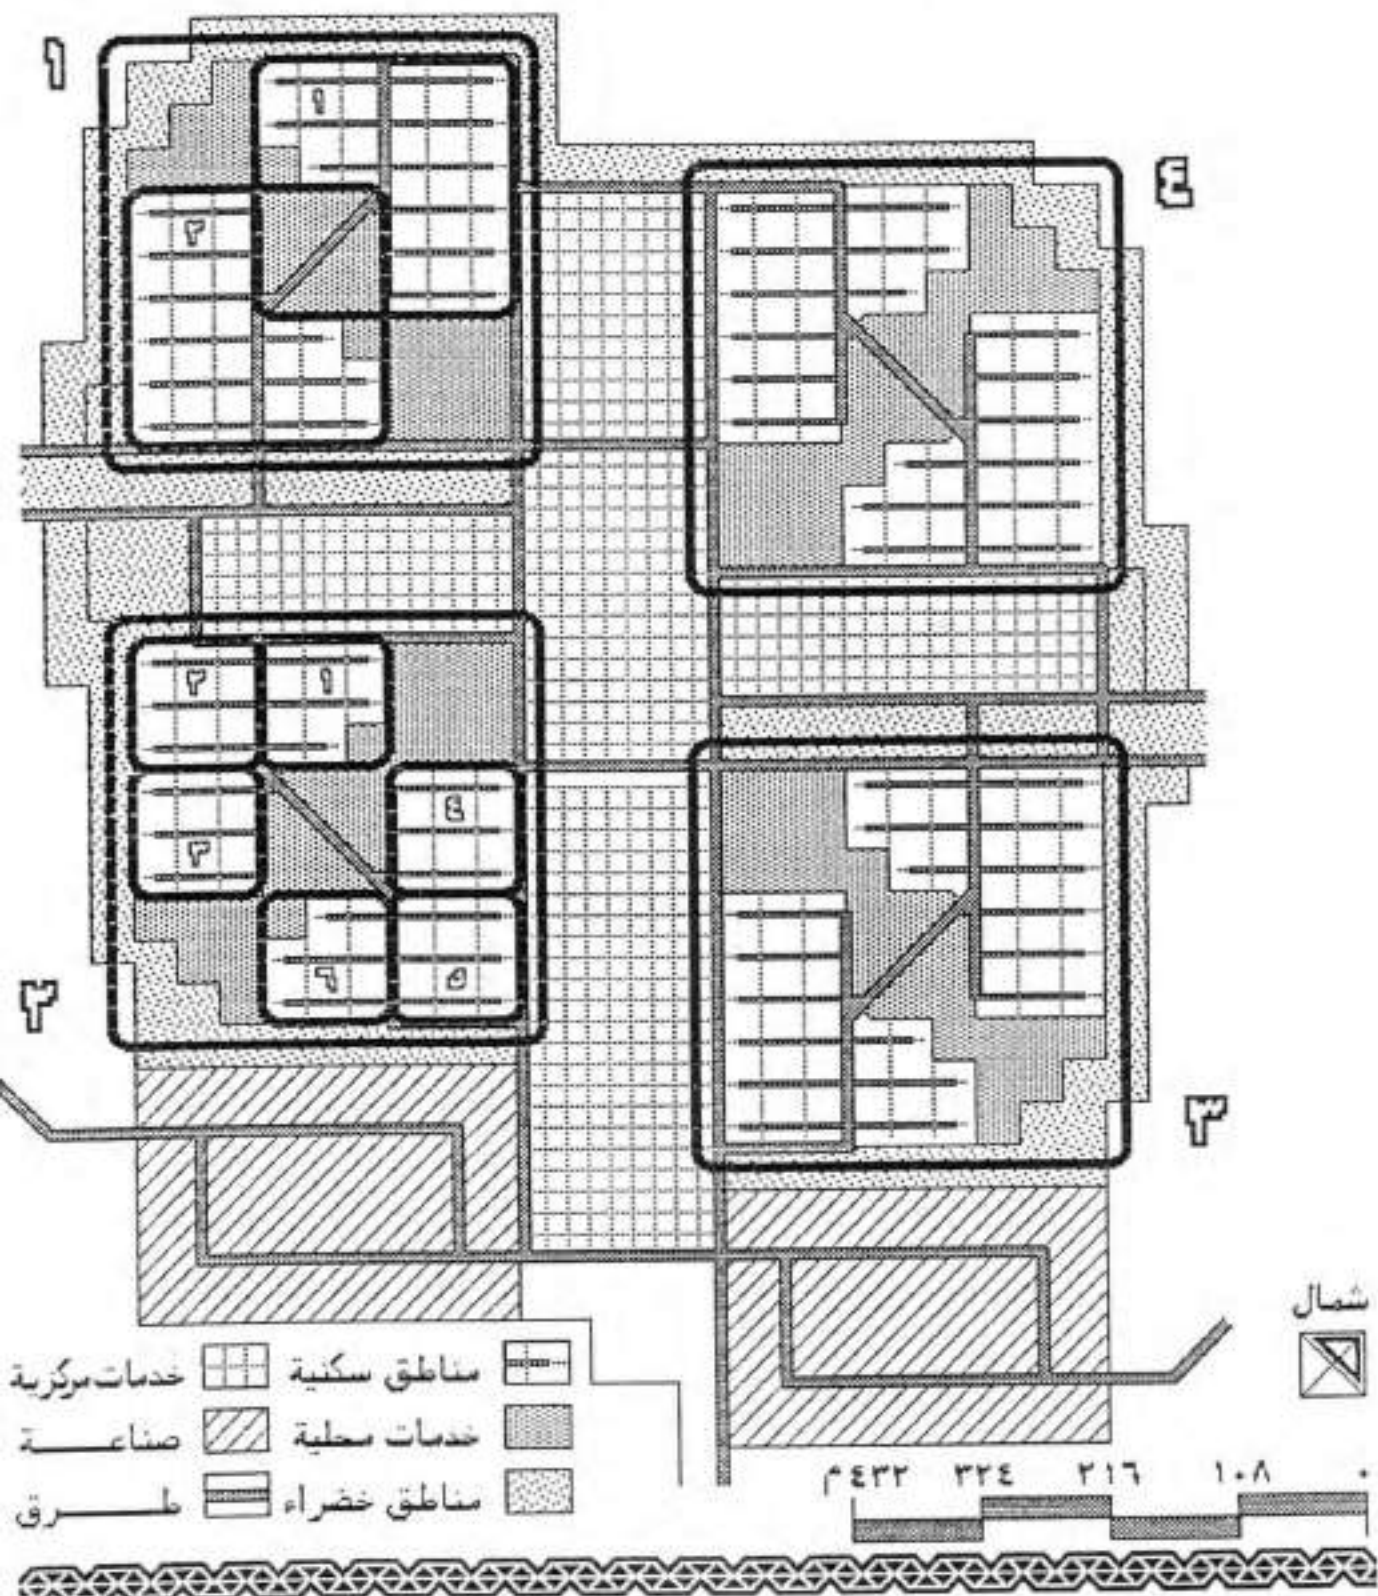 ١
١
٤
٢
٢
١
٣
٤
٦
٥
٢
٣
شمال
مناطق سكنية
خدمات مركزية
خدمات محلية
صناعة
مناطق خضراء
طرق
٤٣٢م ٣٢٤ ٢١٦ ١٠٨ ٠